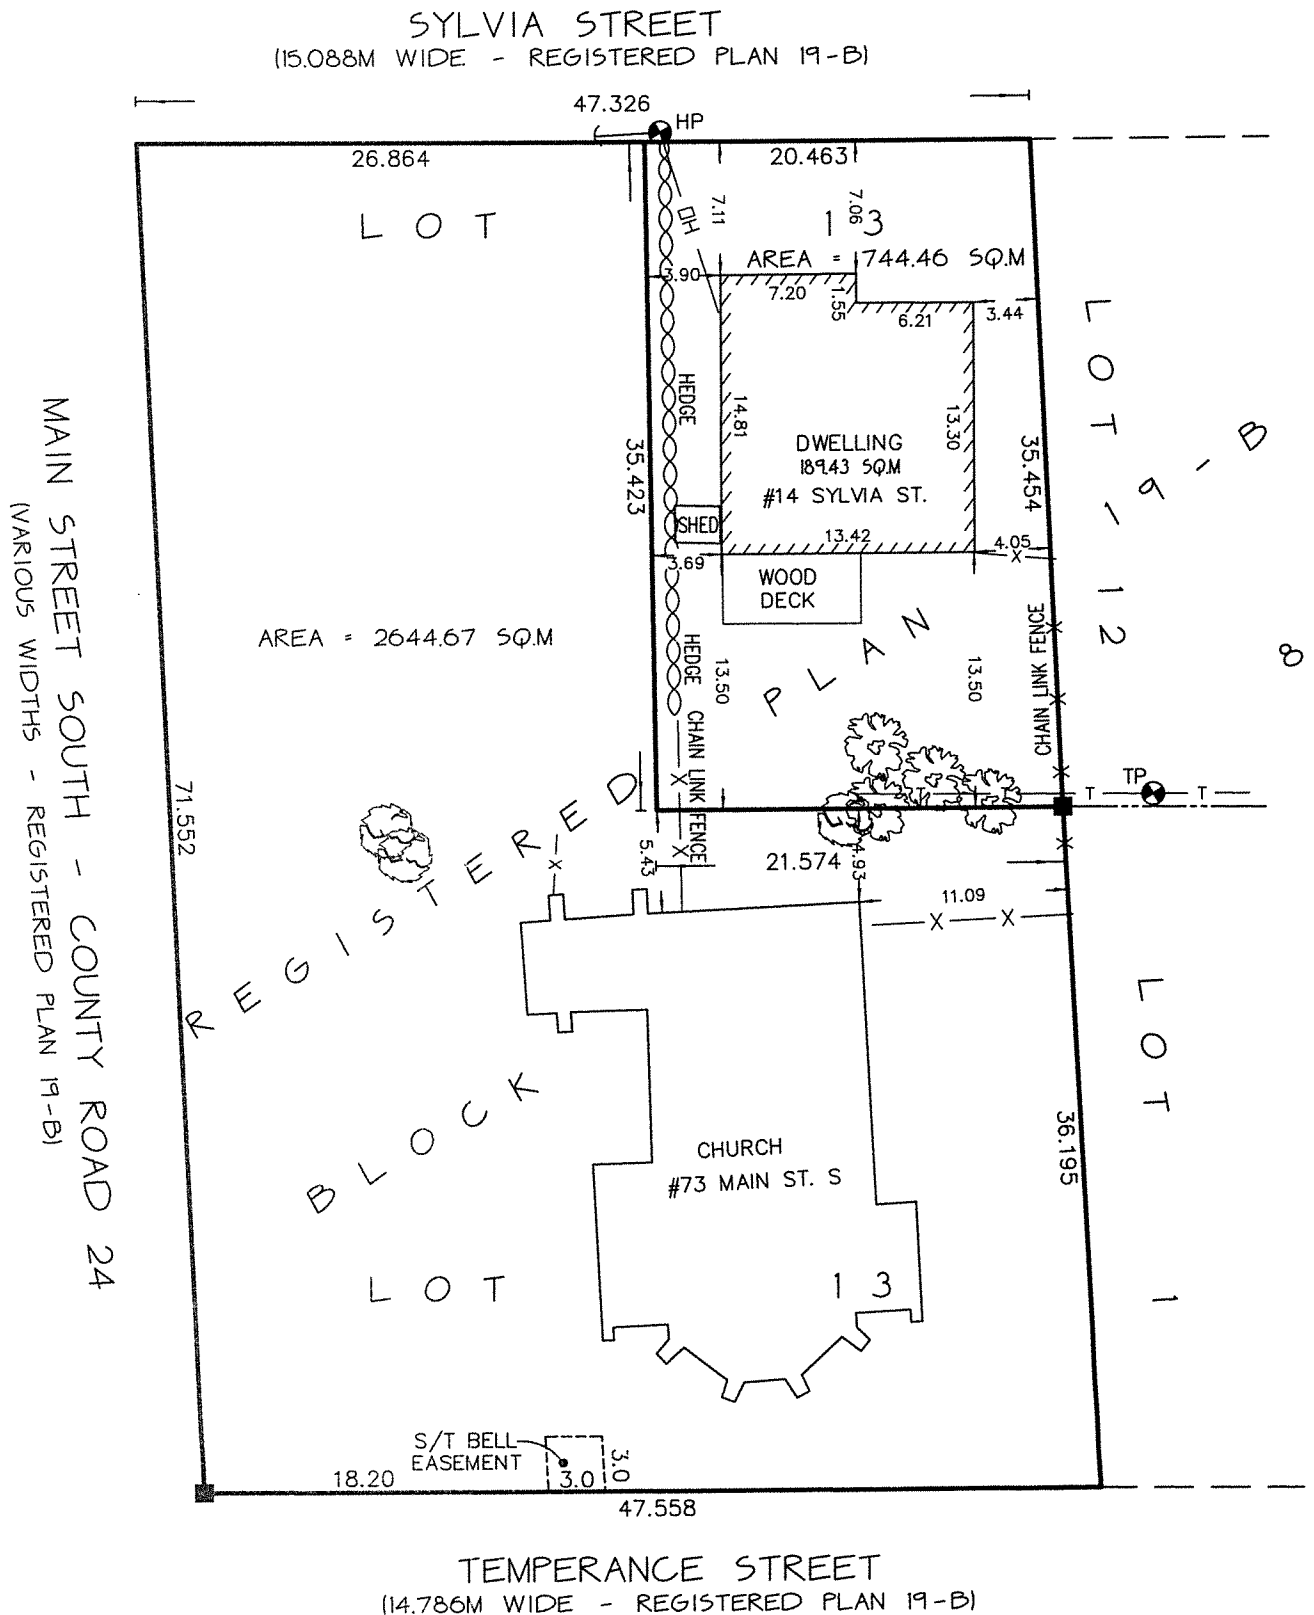 SYLVIA STREET
(15.088M WIDE - REGISTERED PLAN 19-B)
47.326
HP
26.864
20.463
LOT
13
7.11
7.06
OH
AREA = 744.46 SQ.M
3.90
7.20
1.55
6.21
3.44
HEDGE
14.81
13.30
35.423
35.454
DWELLING
189.43 SQ.M
#14 SYLVIA ST.
SHED
13.42
3.69
4.05
X
WOOD
DECK
LOT 12
19-B
8
MAIN STREET SOUTH - COUNTY ROAD 24
(VARIOUS WIDTHS - REGISTERED PLAN 19-B)
AREA = 2644.67 SQ.M
HEDGE
13.50
13.50
CHAIN LINK FENCE
X
X
X
CHAIN LINK FENCE
X
X
REGISTERED PLAN
TP
T
T
T
X
71.552
X
5.43
21.574
4.93
11.09
X
X
BLOCK
LOT
1
36.195
CHURCH
#73 MAIN ST. S
LOT
13
S/T BELL
EASEMENT
3.0
3.0
18.20
47.558
TEMPERANCE STREET
(14.786M WIDE - REGISTERED PLAN 19-B)